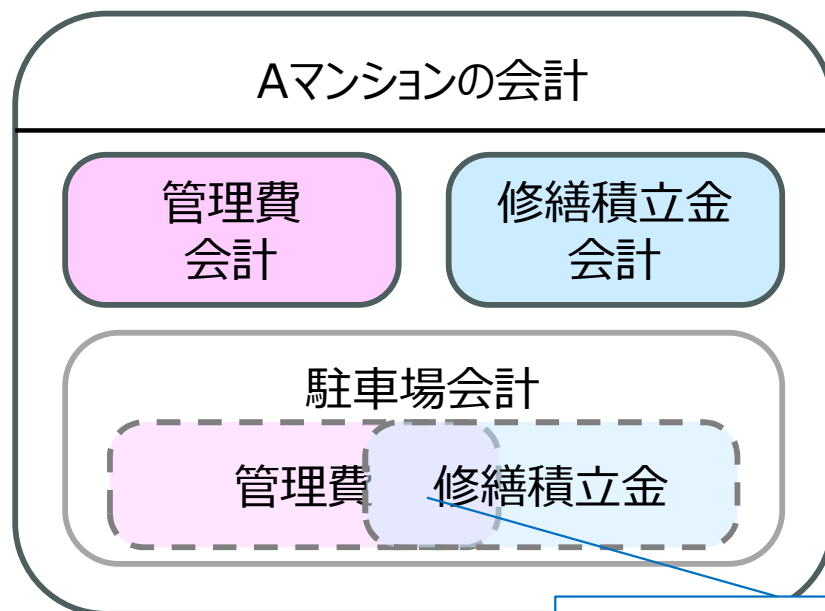 Aマンションの会計
管理費
会計
修繕積立金
会計
駐車場会計
管理費
修繕積立金